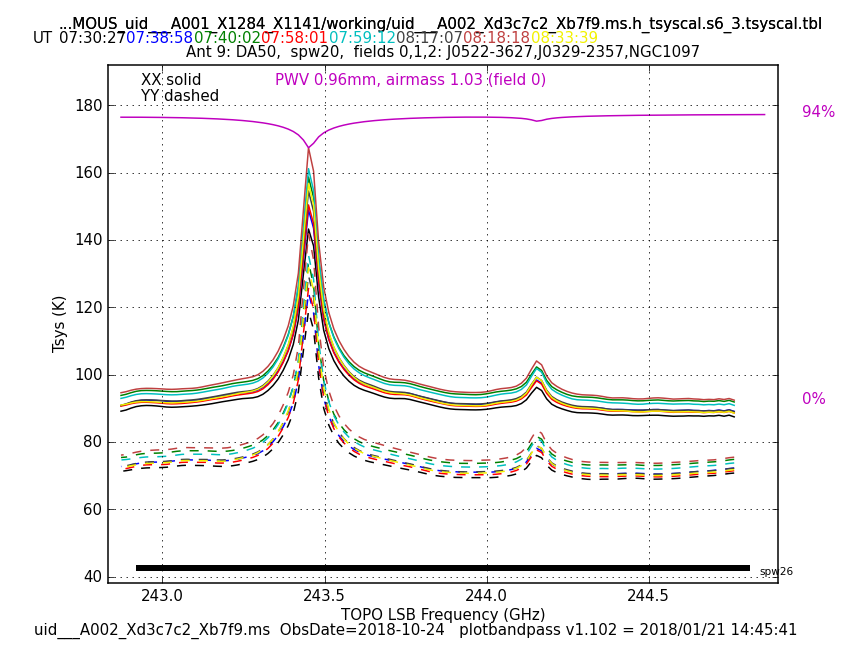 ...MOUS_uid___A001_X1284_X1141/working/uid___A002_Xd3c7c2_Xb7f9.ms.h_tsyscal.s6_3.tsyscal.tbl
UT 07:30:27 07:38:58 07:40:02 07:58:01 07:59:12 08:17:07 08:18:18 08:33:39
Ant 9: DA50, spw20, fields 0,1,2: J0522-3627,J0329-2357,NGC1097
XX solid
YY dashed
PWV 0.96mm, airmass 1.03 (field 0)
94%
0%
180
160
140
120
100
80
60
40
Tsys (K)
spw26
243.0 243.5 244.0 244.5
TOPO LSB Frequency (GHz)
uid___A002_Xd3c7c2_Xb7f9.ms ObsDate=2018-10-24 plotbandpass v1.102 = 2018/01/21 14:45:41